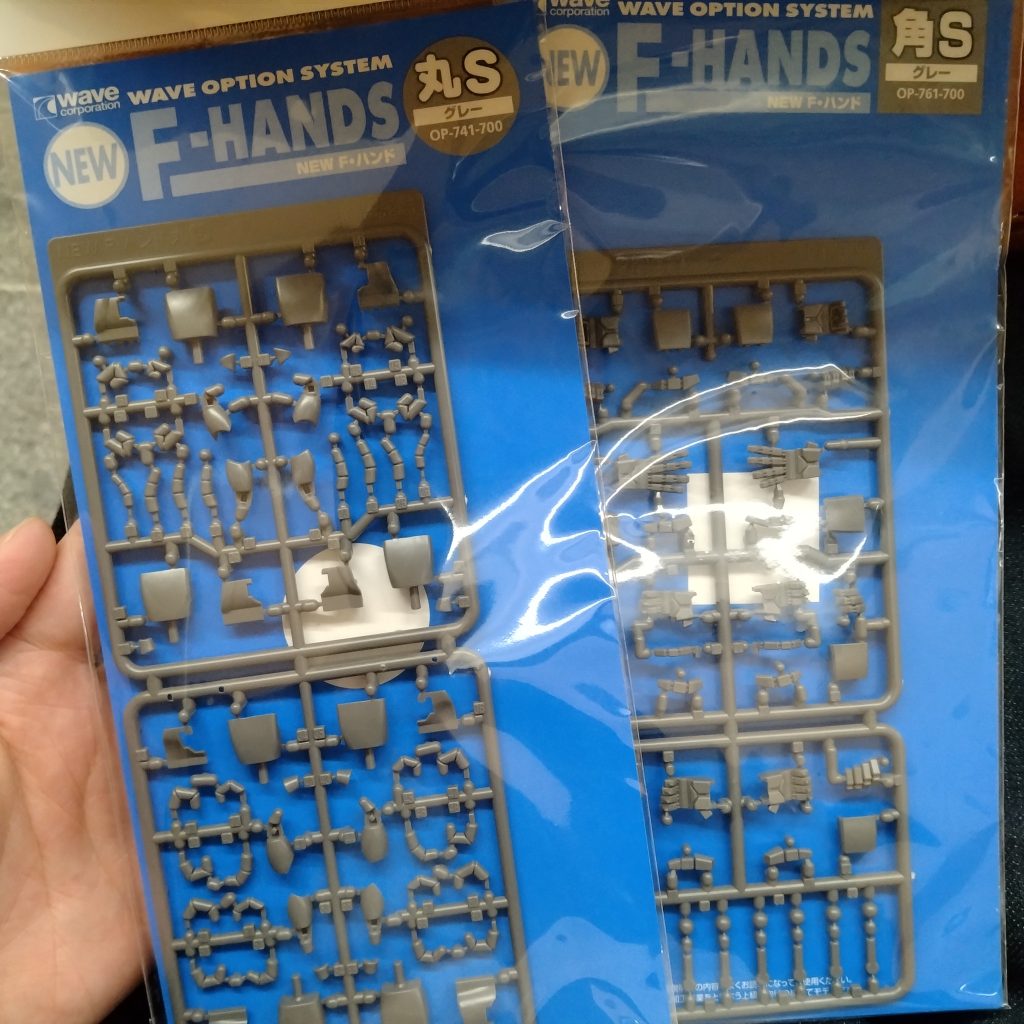 wave
corporation
WAVE OPTION SYSTEM
NEW
F-HANDS
NEW F・ハンド
丸S
グレー
OP-741-700
wave
corporation
WAVE OPTION SYSTEM
NEW
F-HANDS
NEW F・ハンド
角S
グレー
OP-761-700